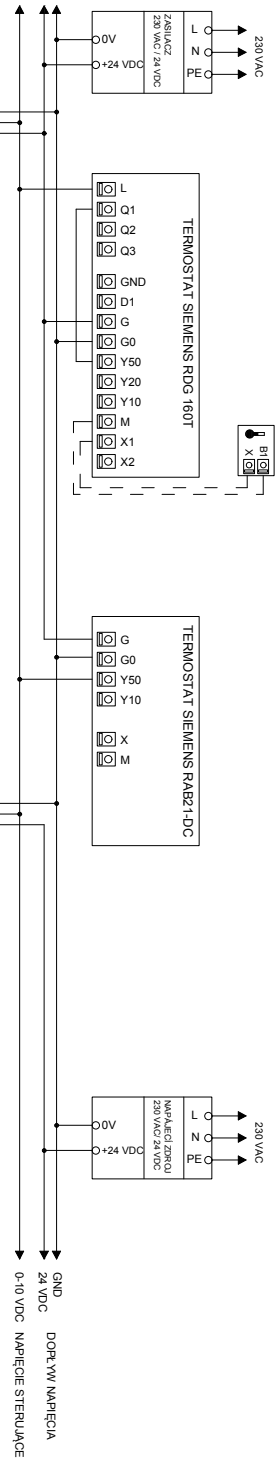 230 VAC
L
N
PE
ZASILACZ
230 VAC / 24 VDC
0V
+24 VDC
TERMOSTAT SIEMENS RDG 160T
L
Q1
Q2
Q3
GND
D1
G
G0
Y50
Y20
Y10
M
X1
X2
B1
X
TERMOSTAT SIEMENS RAB21-DC
G
G0
Y50
Y10
X
M
230 VAC
L
N
PE
NAPÁJECÍ ZDROJ
230 VAC/ 24 VDC
0V
+24 VDC
GND
24 VDC DOPŁYW NAPIĘCIA
0-10 VDC NAPIĘCIE STERUJĄCE